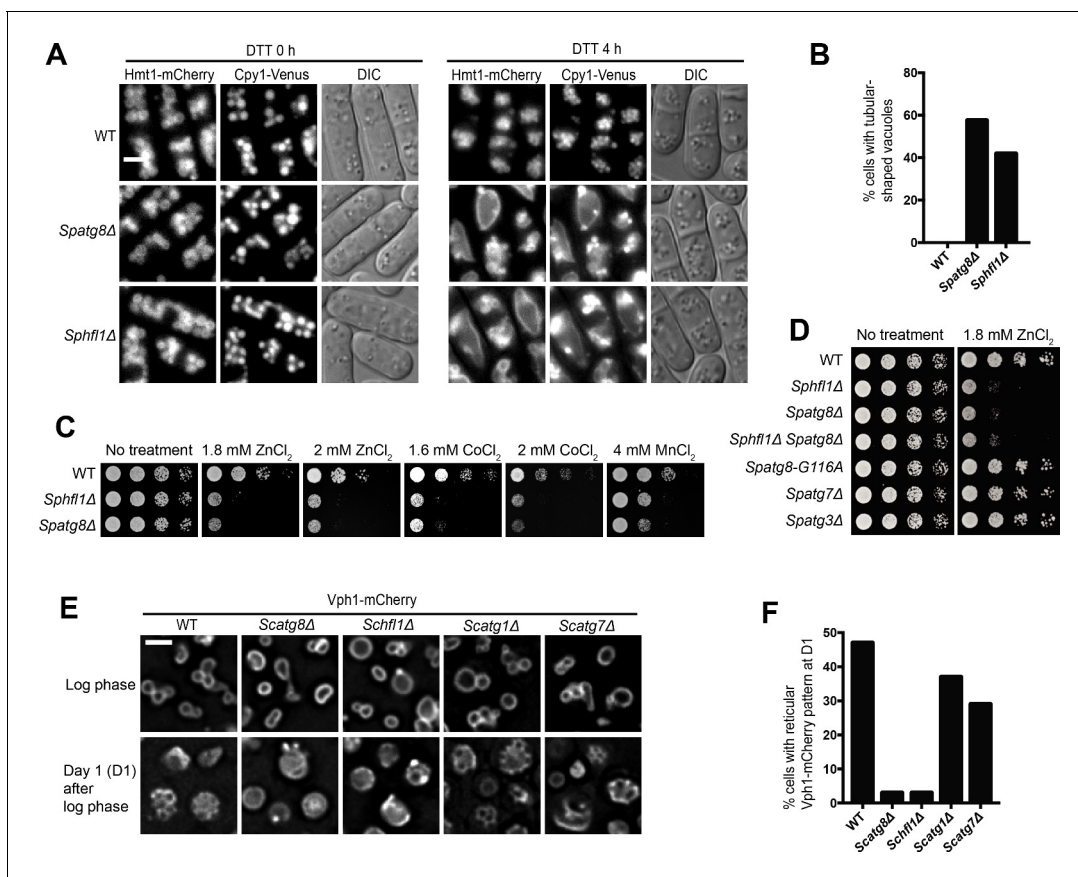 A
DTT 0 h
DTT 4 h
Hmt1-mCherry Cpy1-Venus DIC
Hmt1-mCherry Cpy1-Venus DIC
WT
Spatg8Δ
Sphfl1Δ
B
% cells with tubular-
shaped vacuoles
80
60
40
20
0
WT
Spatg8Δ
Sphfl1Δ
C
No treatment 1.8 mM ZnCl2 2 mM ZnCl2 1.6 mM CoCl2 2 mM CoCl2 4 mM MnCl2
WT
Sphfl1Δ
Spatg8Δ
D
No treatment 1.8 mM ZnCl2
WT
Sphfl1Δ
Spatg8Δ
Sphfl1Δ Spatg8Δ
Spatg8-G116A
Spatg7Δ
Spatg3Δ
E
Vph1-mCherry
WT Scatg8Δ Schfl1Δ Scatg1Δ Scatg7Δ
Log phase
Day 1 (D1)
after
log phase
F
% cells with reticular
Vph1-mCherry pattern at D1
50
40
30
20
10
0
WT
Scatg8Δ
Schfl1Δ
Scatg1Δ
Scatg7Δ